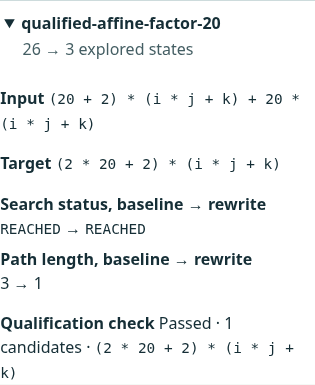 ▼ qualified-affine-factor-20
26 → 3 explored states
Input (20 + 2) * (i * j + k) + 20 *
(i * j + k)
Target (2 * 20 + 2) * (i * j + k)
Search status, baseline → rewrite
REACHED → REACHED
Path length, baseline → rewrite
3 → 1
Qualification check Passed · 1
candidates · (2 * 20 + 2) * (i * j +
k)